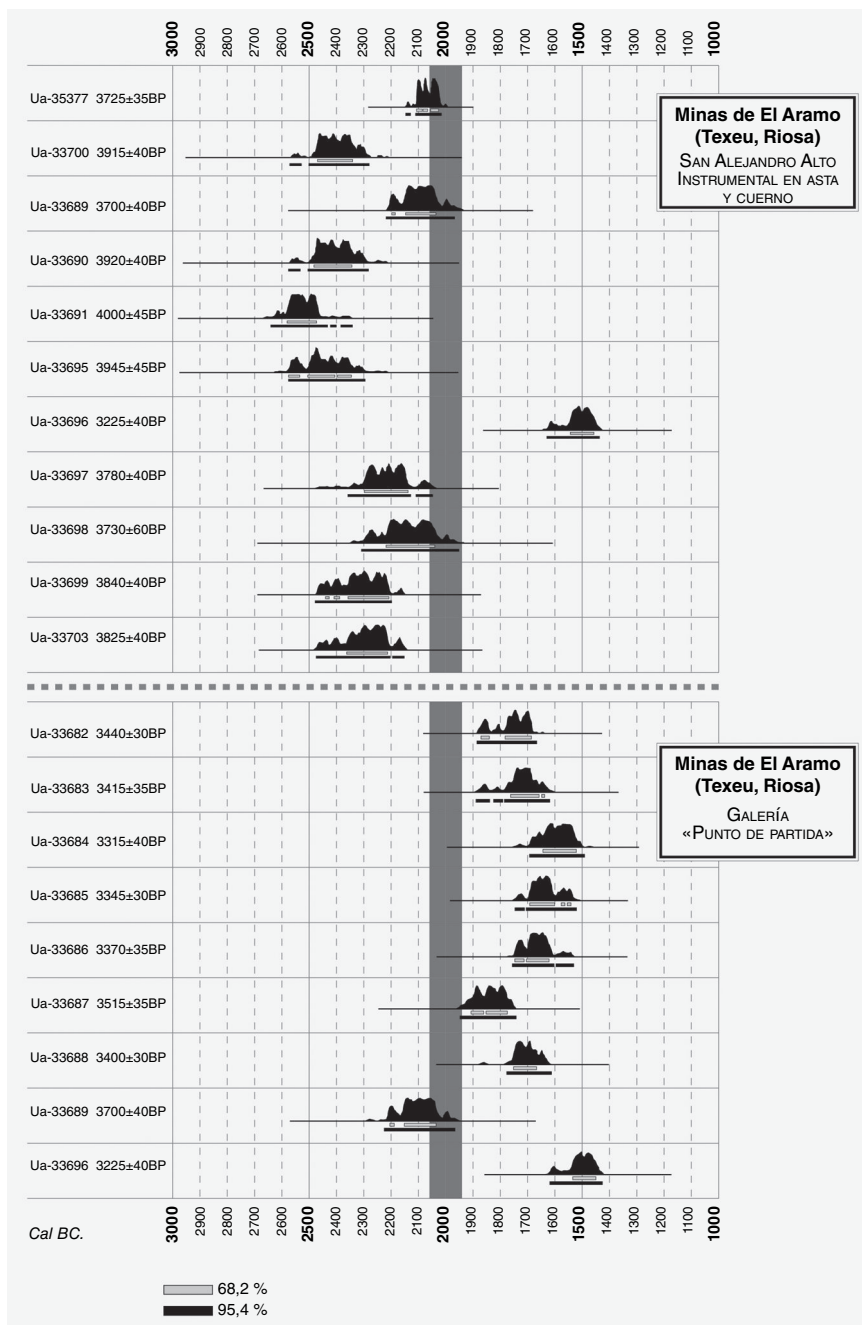 3000 2900 2800 2700 2600 2500 2400 2300 2200 2100 2000 1900 1800 1700 1600 1500 1400 1300 1200 1100 1000
Ua-35377 3725±35BP
Ua-33700 3915±40BP
Ua-33689 3700±40BP
Ua-33690 3920±40BP
Ua-33691 4000±45BP
Ua-33695 3945±45BP
Ua-33696 3225±40BP
Ua-33697 3780±40BP
Ua-33698 3730±60BP
Ua-33699 3840±40BP
Ua-33703 3825±40BP
Minas de El Aramo
(Texeu, Riosa)
SAN ALEJANDRO ALTO
INSTRUMENTAL EN ASTA
Y CUERNO
Ua-33682 3440±30BP
Ua-33683 3415±35BP
Ua-33684 3315±40BP
Ua-33685 3345±30BP
Ua-33686 3370±35BP
Ua-33687 3515±35BP
Ua-33688 3400±30BP
Ua-33689 3700±40BP
Ua-33696 3225±40BP
Minas de El Aramo
(Texeu, Riosa)
GALERÍA
«PUNTO DE PARTIDA»
Cal BC.
3000 2900 2800 2700 2600 2500 2400 2300 2200 2100 2000 1900 1800 1700 1600 1500 1400 1300 1200 1100 1000
68,2 %
95,4 %